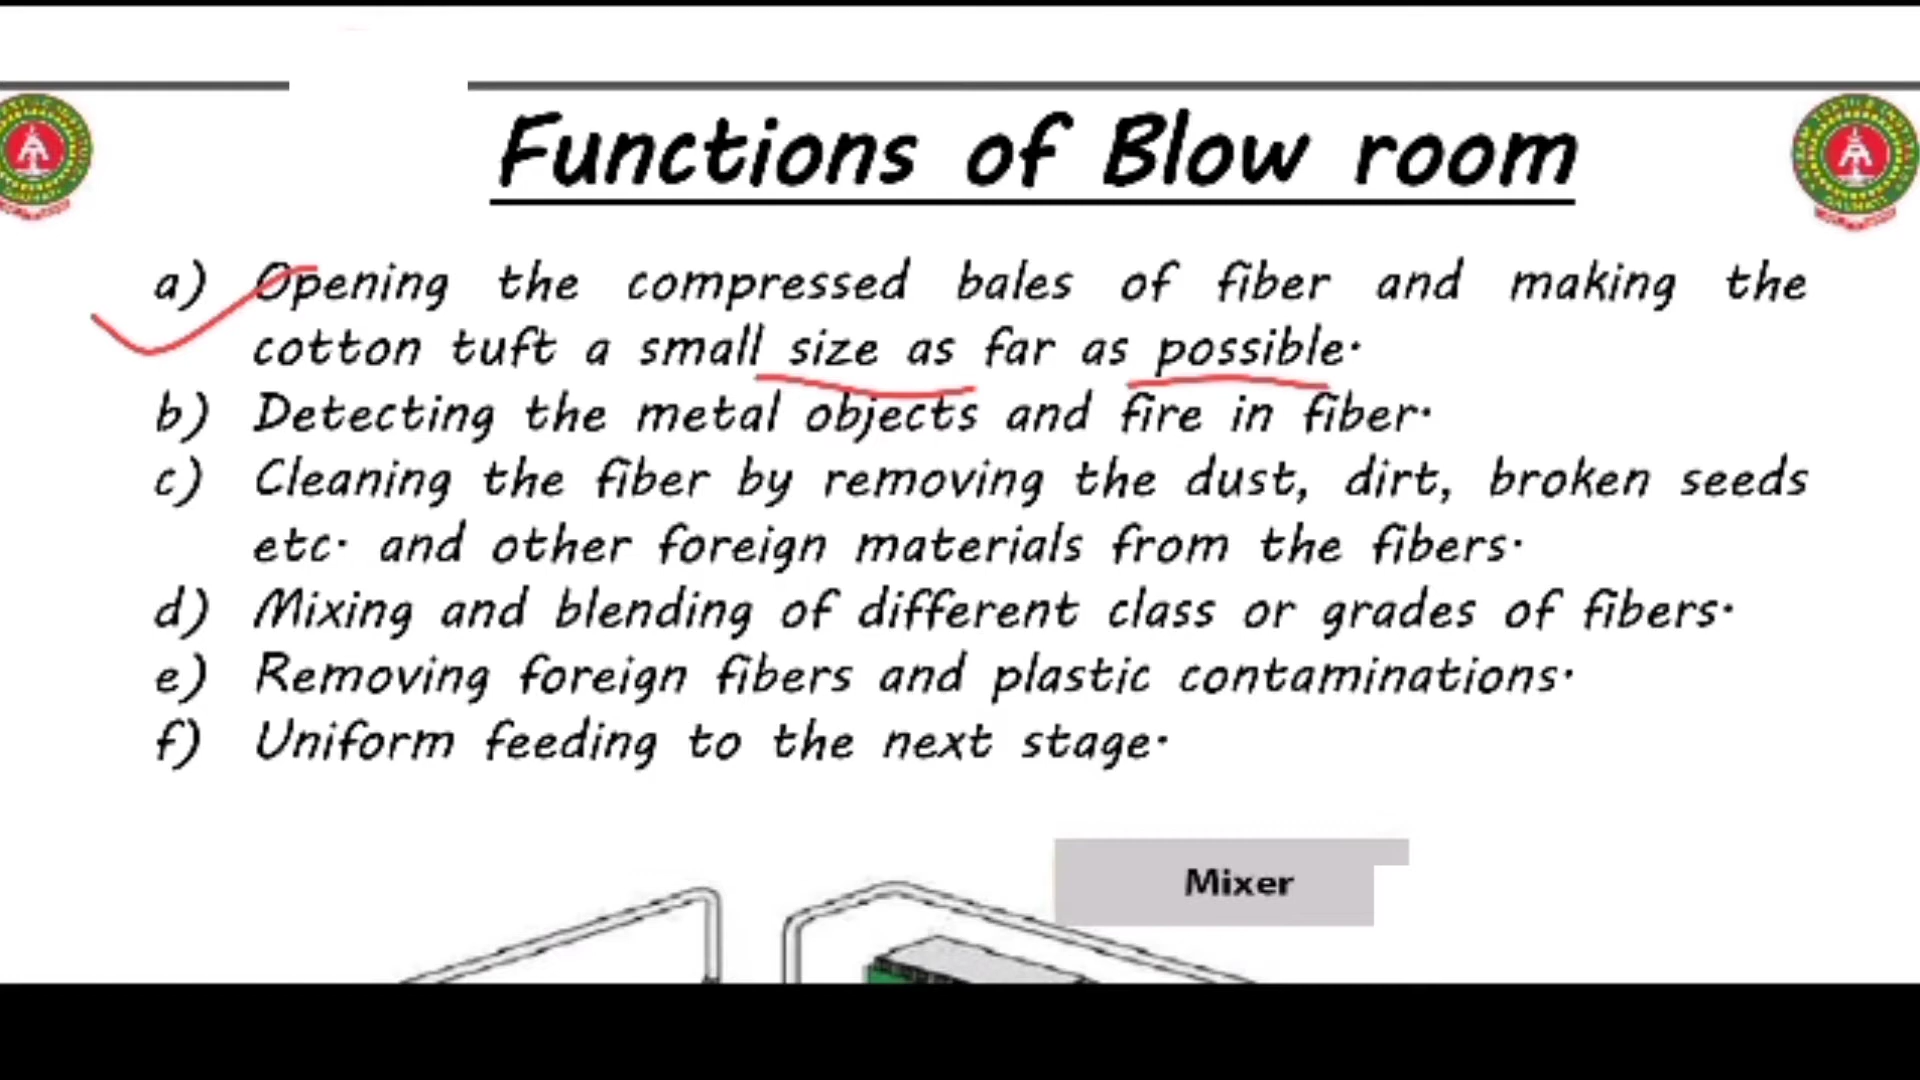 Functions of Blow room
a) Opening the compressed bales of fiber and making the
cotton tuft a small size as far as possible.
b) Detecting the metal objects and fire in fiber.
c) Cleaning the fiber by removing the dust, dirt, broken seeds
etc. and other foreign materials from the fibers.
d) Mixing and blending of different class or grades of fibers.
e) Removing foreign fibers and plastic contaminations.
f) Uniform feeding to the next stage.
Mixer